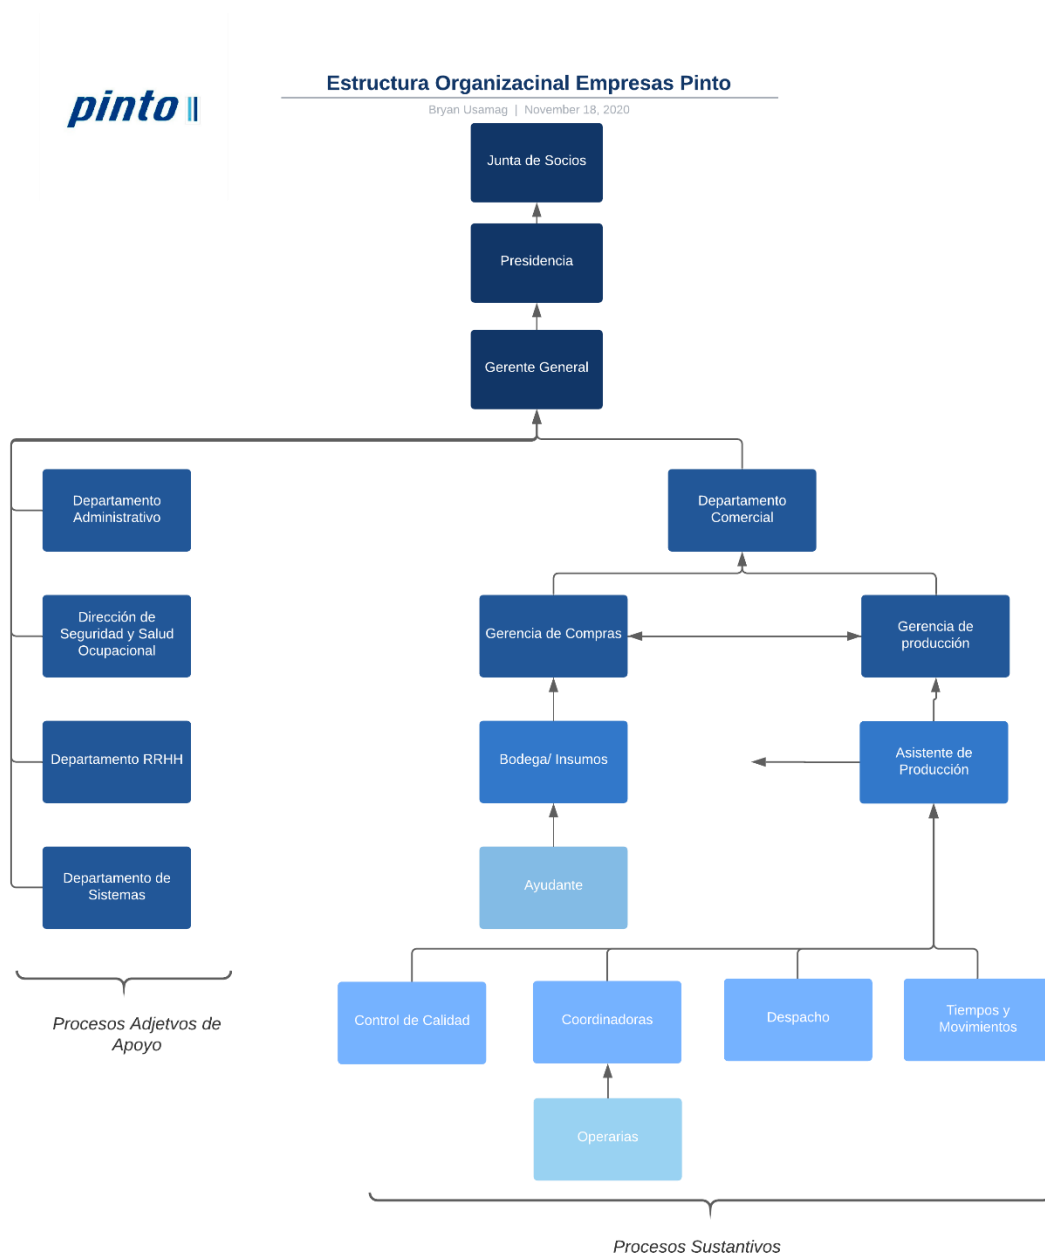 Estructura Organizacinal Empresas Pinto
pinto
Bryan Usamag | November 18, 2020
Junta de Socios
Presidencia
Gerente General
Departamento
Administrativo
Departamento
Comercial
Dirección de
Seguridad y Salud
Ocupacional
Gerencia de Compras
Gerencia de
producción
Departamento RRHH
Bodega/ Insumos
Asistente de
Producción
Departamento de
Sistemas
Ayudante
Procesos Adjetvos de
Apoyo
Control de Calidad
Coordinadoras
Despacho
Tiempos y
Movimientos
Operarias
Procesos Sustantivos